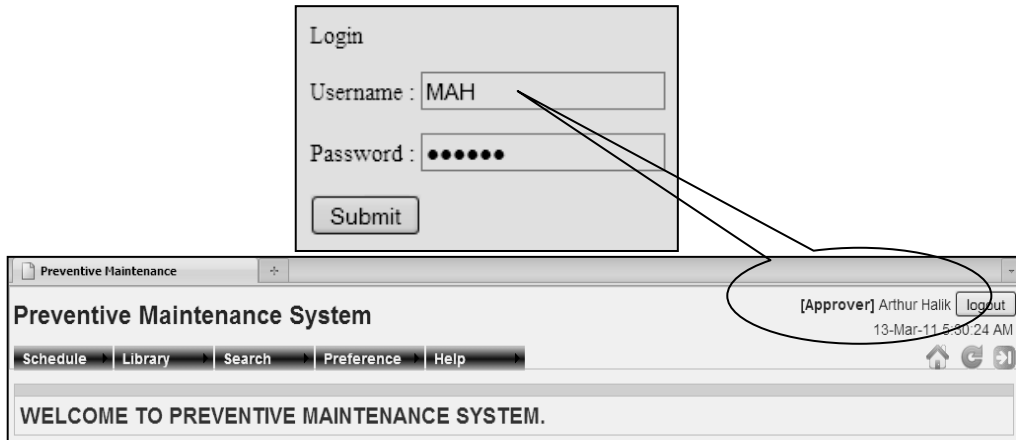 Login
Username : MAH
Password : ••••••
Submit
Preventive Maintenance
[Approver] Arthur Halik logout
Preventive Maintenance System
13-Mar-11 5:30:24 AM
Schedule Library Search Preference Help
WELCOME TO PREVENTIVE MAINTENANCE SYSTEM.